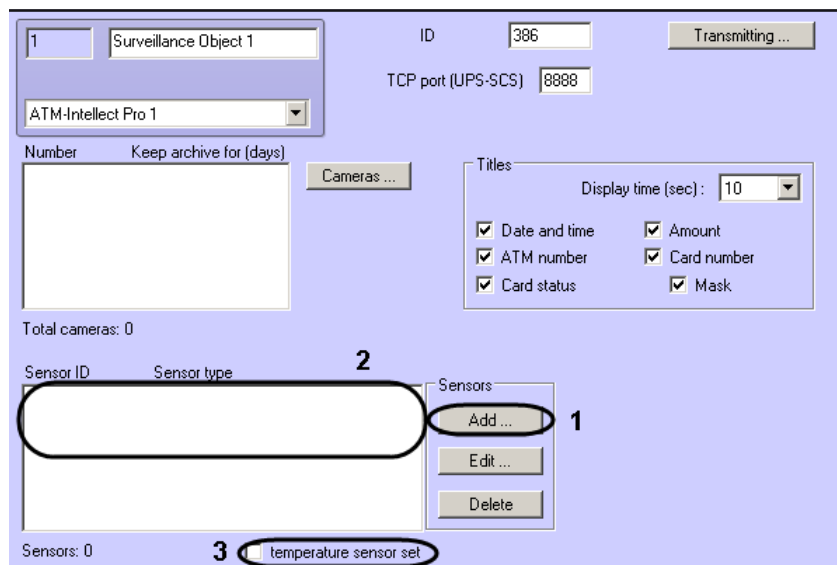 1 Surveillance Object 1 ID 386 Transmitting ...
TCP port (UPS-SCS) 8888
ATM-Intellect Pro 1
Number Keep archive for (days)
Cameras ...
Titles
Display time (sec) : 10
Date and time Amount
ATM number Card number
Card status Mask
Total cameras: 0
2
Sensor ID Sensor type
Sensors
Add ... 1
Edit ...
Delete
Sensors: 0 3 temperature sensor set